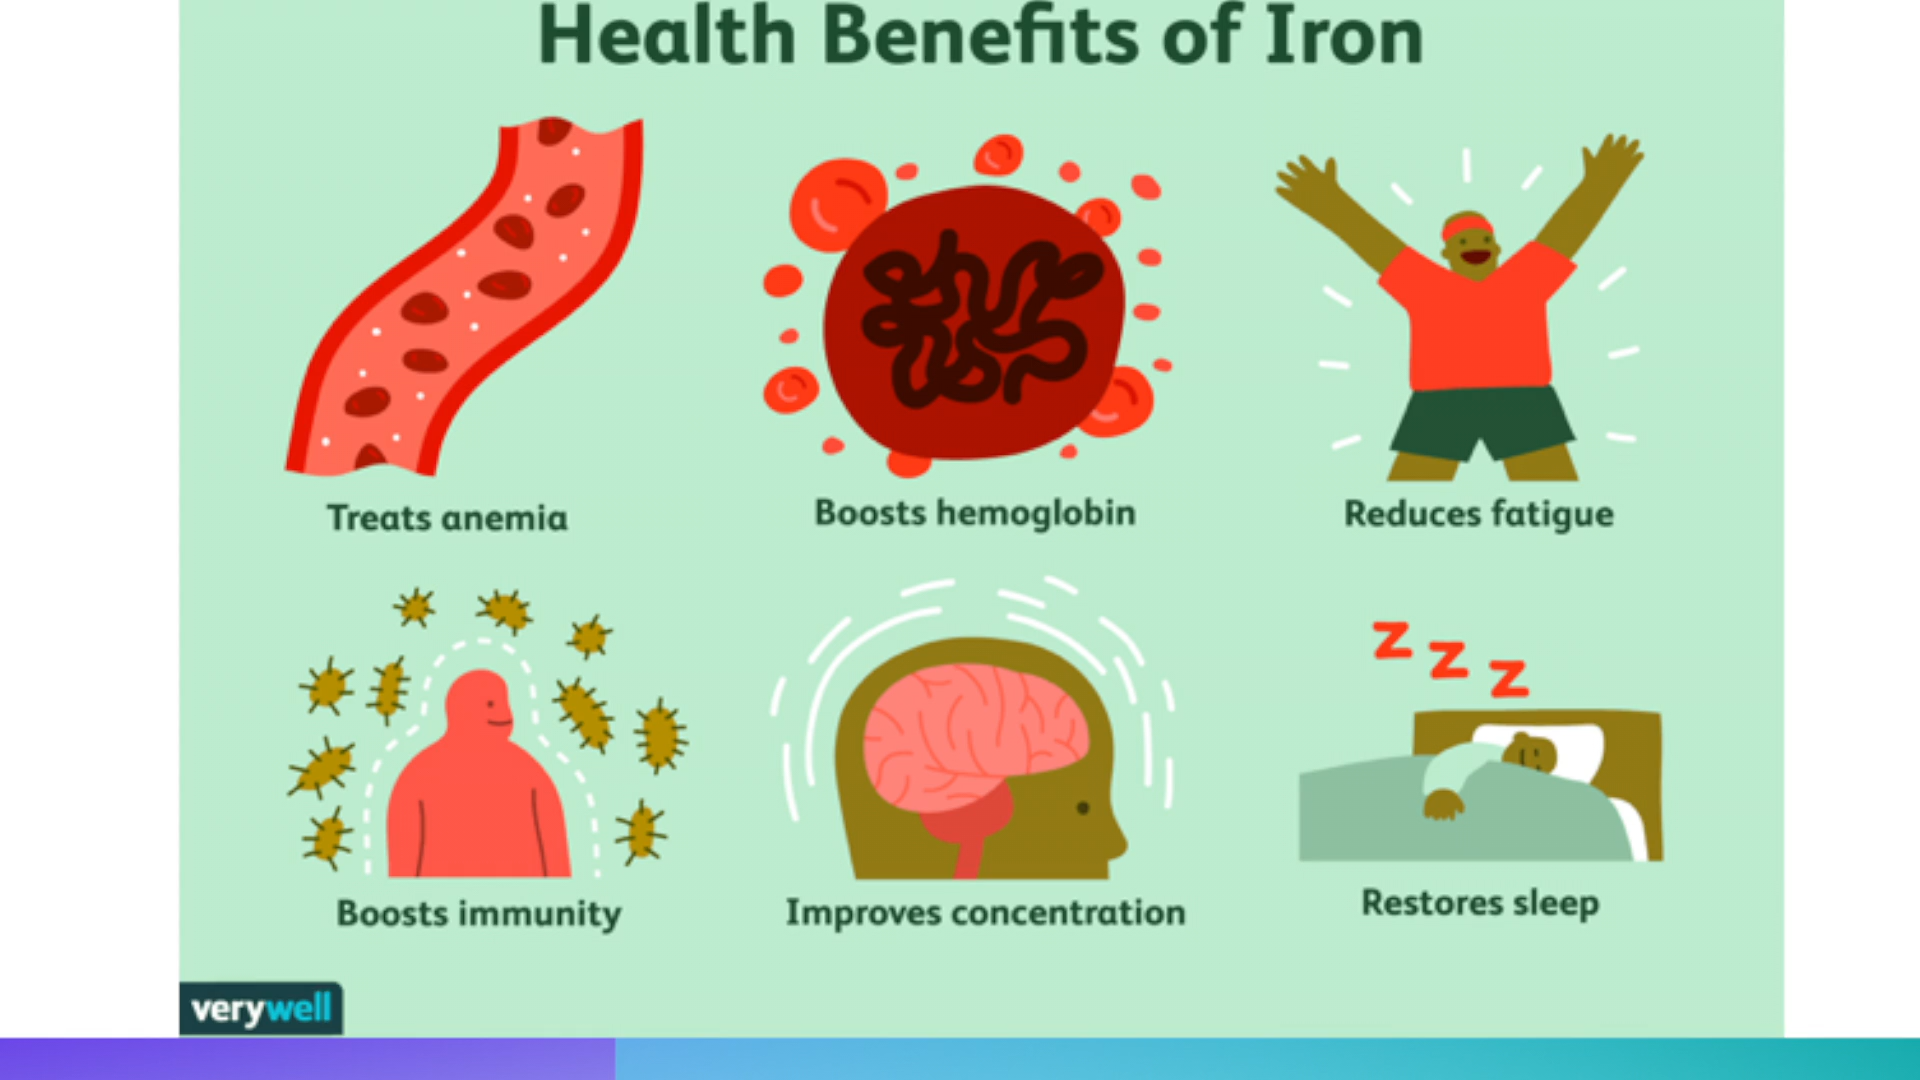 Health Benefits of Iron
Treats anemia
Boosts hemoglobin
Reduces fatigue
z z z
Boosts immunity
Improves concentration
Restores sleep
verywell